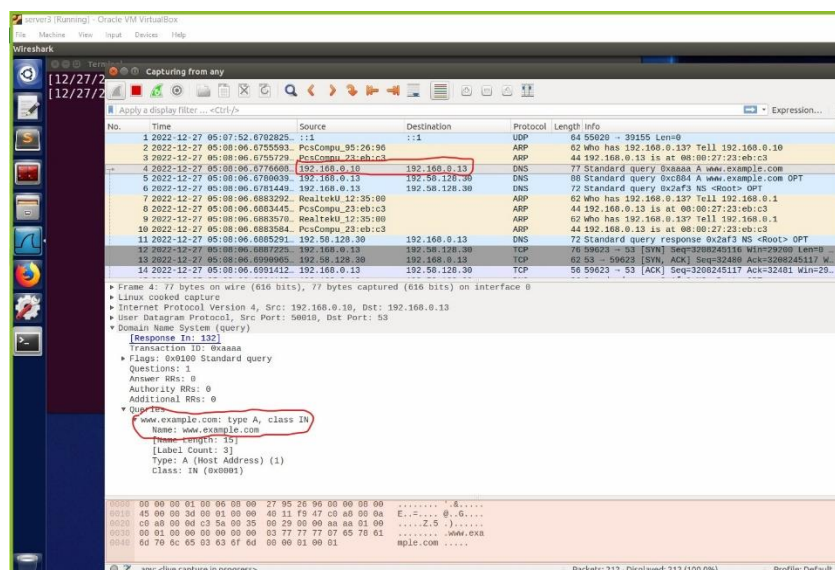 server3 [Running] - Oracle VM VirtualBox
File Machine View Input Devices Help
Wireshark
Capturing from any
[12/27/2
[12/27/2
Apply a display filter ... <Ctrl-/> Expression...
No. Time Source Destination Protocol Length Info
1 2022-12-27 05:07:52.6702825… ::1 ::1 UDP 64 55020 → 39155 Len=0
2 2022-12-27 05:08:06.6755593… PcsCompu_95:26:96 ARP 62 Who has 192.168.0.13? Tell 192.168.0.10
3 2022-12-27 05:08:06.6755729… PcsCompu_23:eb:c3 ARP 44 192.168.0.13 is at 08:00:27:23:eb:c3
4 2022-12-27 05:08:06.6776608… 192.168.0.10 192.168.0.13 DNS 77 Standard query 0xaaaa A www.example.com
5 2022-12-27 05:08:06.6780039… 192.168.0.13 192.58.128.30 DNS 88 Standard query 0xc884 A www.example.com OPT
6 2022-12-27 05:08:06.6781449… 192.168.0.13 192.58.128.30 DNS 72 Standard query 0x2af3 NS <Root> OPT
7 2022-12-27 05:08:06.6883292… RealtekU_12:35:00 ARP 62 Who has 192.168.0.13? Tell 192.168.0.1
8 2022-12-27 05:08:06.6883445… PcsCompu_23:eb:c3 ARP 44 192.168.0.13 is at 08:00:27:23:eb:c3
9 2022-12-27 05:08:06.6883570… RealtekU_12:35:00 ARP 62 Who has 192.168.0.13? Tell 192.168.0.1
10 2022-12-27 05:08:06.6883584… PcsCompu_23:eb:c3 ARP 44 192.168.0.13 is at 08:00:27:23:eb:c3
11 2022-12-27 05:08:06.6885291… 192.58.128.30 192.168.0.13 DNS 72 Standard query response 0x2af3 NS <Root> OPT
12 2022-12-27 05:08:06.6887225… 192.168.0.13 192.58.128.30 TCP 76 59623 → 53 [SYN] Seq=3208245116 Win=29200 Len=0 …
13 2022-12-27 05:08:06.6990965… 192.58.128.30 192.168.0.13 TCP 62 53 → 59623 [SYN, ACK] Seq=32480 Ack=3208245117 W…
14 2022-12-27 05:08:06.6991412… 192.168.0.13 192.58.128.30 TCP 56 59623 → 53 [ACK] Seq=3208245117 Ack=32481 Win=29…
Frame 4: 77 bytes on wire (616 bits), 77 bytes captured (616 bits) on interface 0
Linux cooked capture
Internet Protocol Version 4, Src: 192.168.0.10, Dst: 192.168.0.13
User Datagram Protocol, Src Port: 50010, Dst Port: 53
Domain Name System (query)
[Response In: 132]
Transaction ID: 0xaaaa
Flags: 0x0100 Standard query
Questions: 1
Answer RRs: 0
Authority RRs: 0
Additional RRs: 0
Queries
www.example.com: type A, class IN
Name: www.example.com
[Name Length: 15]
[Label Count: 3]
Type: A (Host Address) (1)
Class: IN (0x0001)
0000 00 00 00 01 00 06 08 00 27 95 26 96 00 00 08 00 ........ '.&.....
0010 45 00 00 3d 00 01 00 00 40 11 f9 47 c0 a8 00 0a E..=.... @..G....
0020 c0 a8 00 0d c3 5a 00 35 00 29 00 00 aa aa 01 00 .....Z.5 .)......
0030 00 01 00 00 00 00 00 00 03 77 77 77 07 65 78 61 ........ .www.exa
0040 6d 70 6c 65 03 63 6f 6d 00 00 01 00 01 mple.com .....
any: <live capture in progress> Packets: 212 · Displayed: 212 (100.0%) Profile: Default